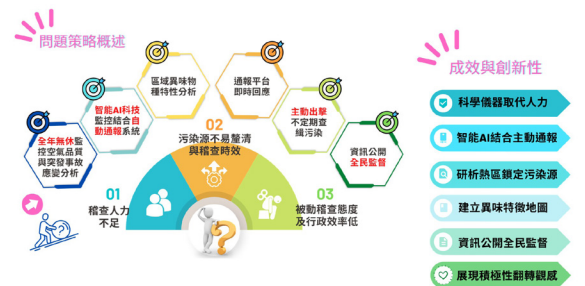 問題策略概述
全年無休監
控空氣品質
與突發事故
應變分析
智能AI科技
監控結合自
動通報系統
區域異味物
種特性分析
通報平台
即時回應
主動出擊
不定期查
緝污染
資訊公開
全民監督
01
稽查人力
不足
02
污染源不易釐清
與稽查時效
03
被動稽查態度
及行政效率低
成效與創新性
科學儀器取代人力
智能AI結合主動通報
研析熱區鎖定污染源
建立異味特徵地圖
資訊公開全民監督
展現積極性翻轉觀感